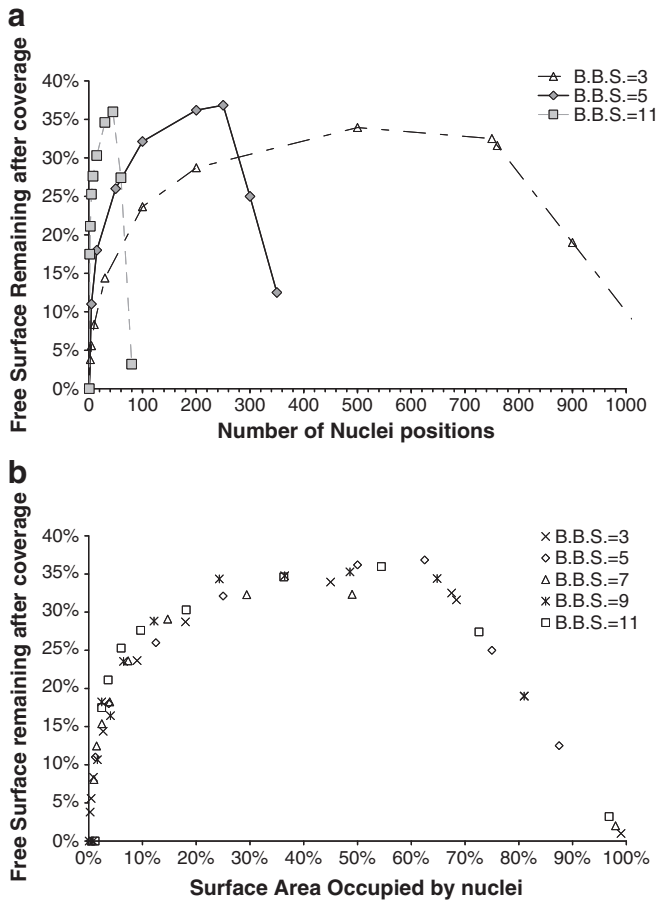 a
Free Surface Remaining after coverage
40%
35%
30%
25%
20%
15%
10%
5%
0%
0 100 200 300 400 500 600 700 800 900 1000
Number of Nuclei positions
B.B.S.=3
B.B.S.=5
B.B.S.=11
b
Free Surface remaining after coverage
40%
35%
30%
25%
20%
15%
10%
5%
0%
0% 10% 20% 30% 40% 50% 60% 70% 80% 90% 100%
Surface Area Occupied by nuclei
B.B.S.=3
B.B.S.=5
B.B.S.=7
B.B.S.=9
B.B.S.=11